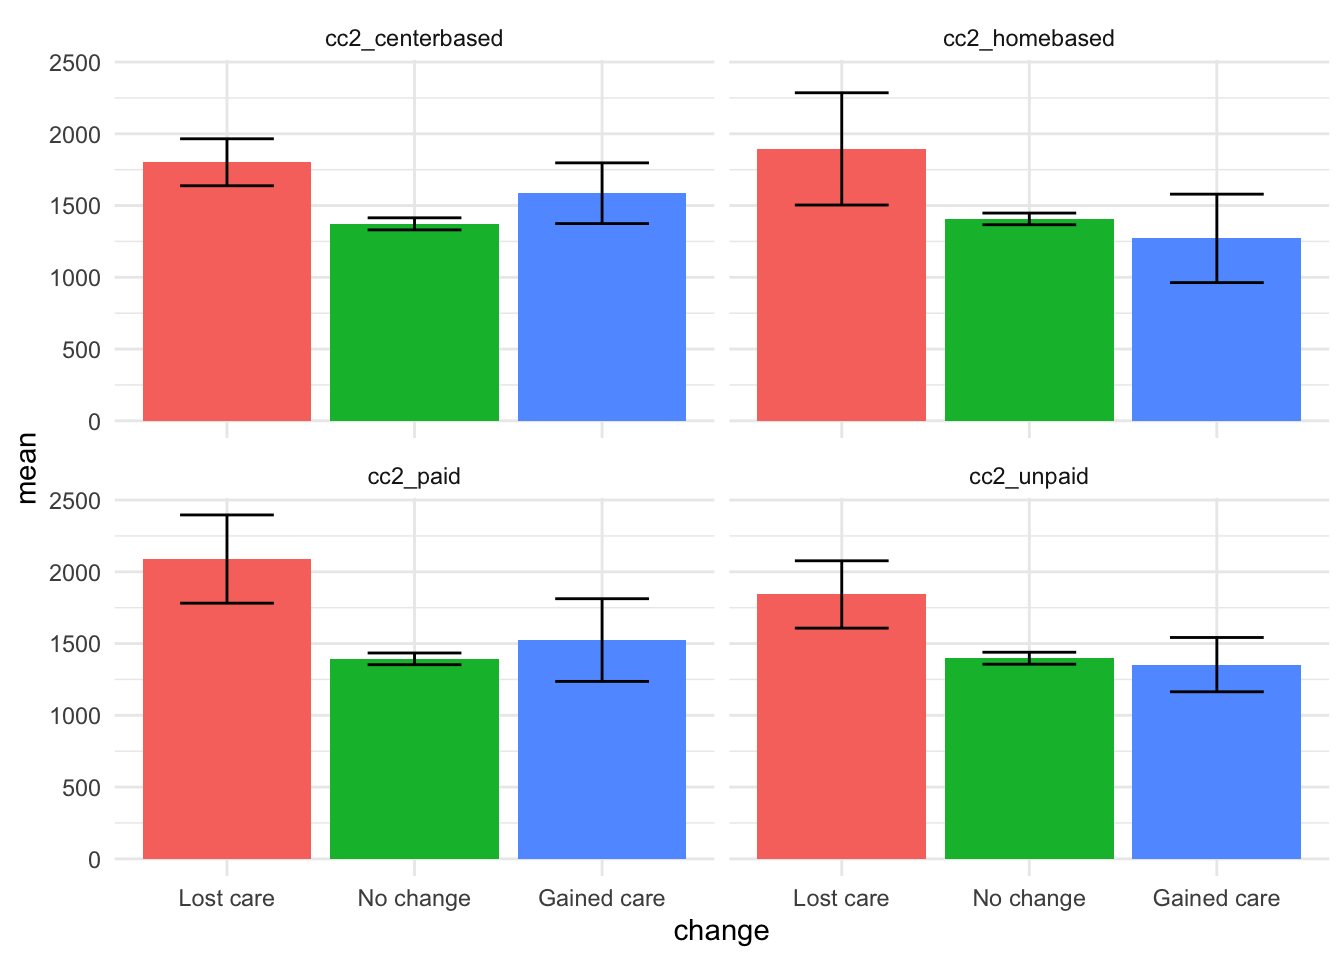 cc2_centerbased
cc2_homebased
2500
2000
1500
1000
500
0
mean
cc2_paid
cc2_unpaid
2500
2000
1500
1000
500
0
Lost care
No change
Gained care
Lost care
No change
Gained care
change